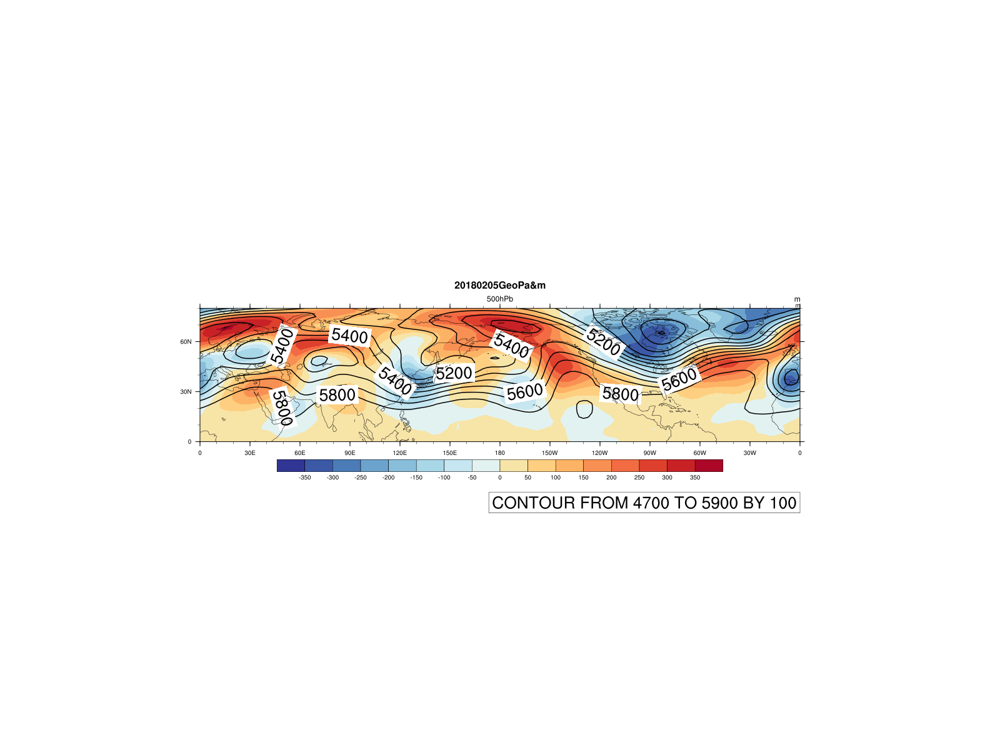 20180205GeoPa&m
500hPb
m
m
5400
5400
5400
5200
5400
5200
5600
5800
5600
5800
5800
60N
30N
0
0
30E
60E
90E
120E
150E
180
150W
120W
90W
60W
30W
0
-350
-300
-250
-200
-150
-100
-50
0
50
100
150
200
250
300
350
CONTOUR FROM 4700 TO 5900 BY 100